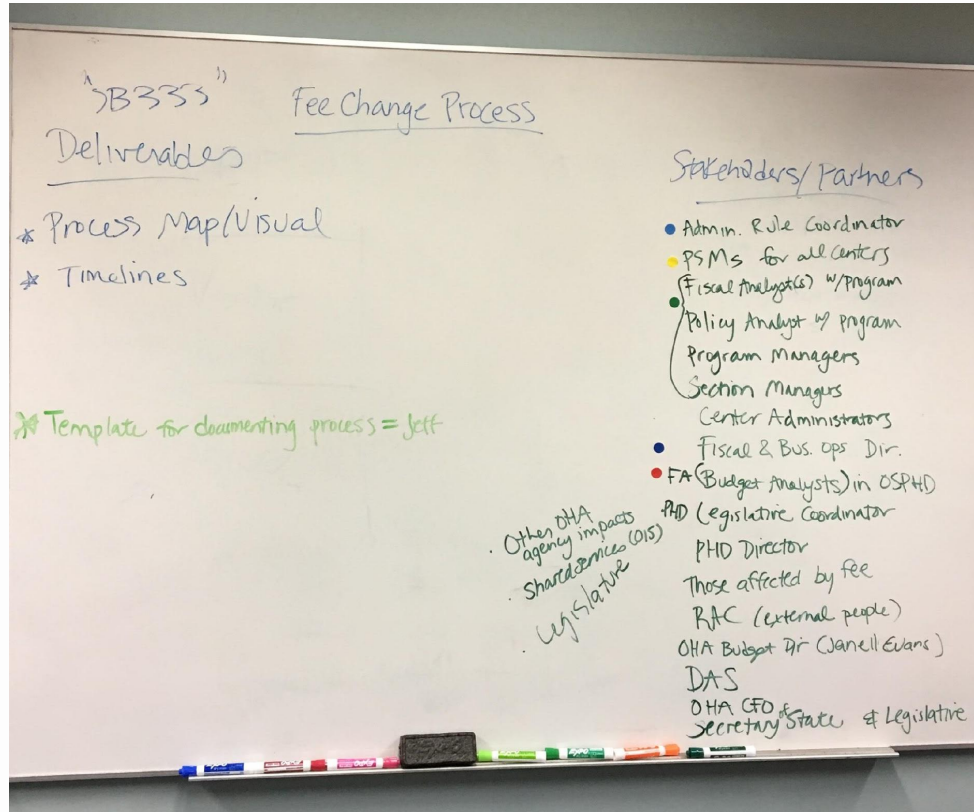 "SB333"
Fee Change Process
Deliverables
* Process Map/Visual
* Timelines
* Template for documenting process = Jeff
Stakeholders/Partners
Admin. Rule Coordinator
PSMs for all centers
Fiscal Analyst(s) w/program
Policy Analyst w/ program
Program Managers
Section Managers
Center Administrators
Fiscal & Bus. Ops Dir.
FA (Budget Analysts) in OSPHD
PHD Legislative Coordinator
PHD Director
Those affected by fee
RAC (external people)
OHA Budget Dir (Janell Evans)
DAS
OHA CFO
Secretary of State & Legislative
· Other OHA
agency impacts
· Shared services (OIS)
· Legislature
EXPO